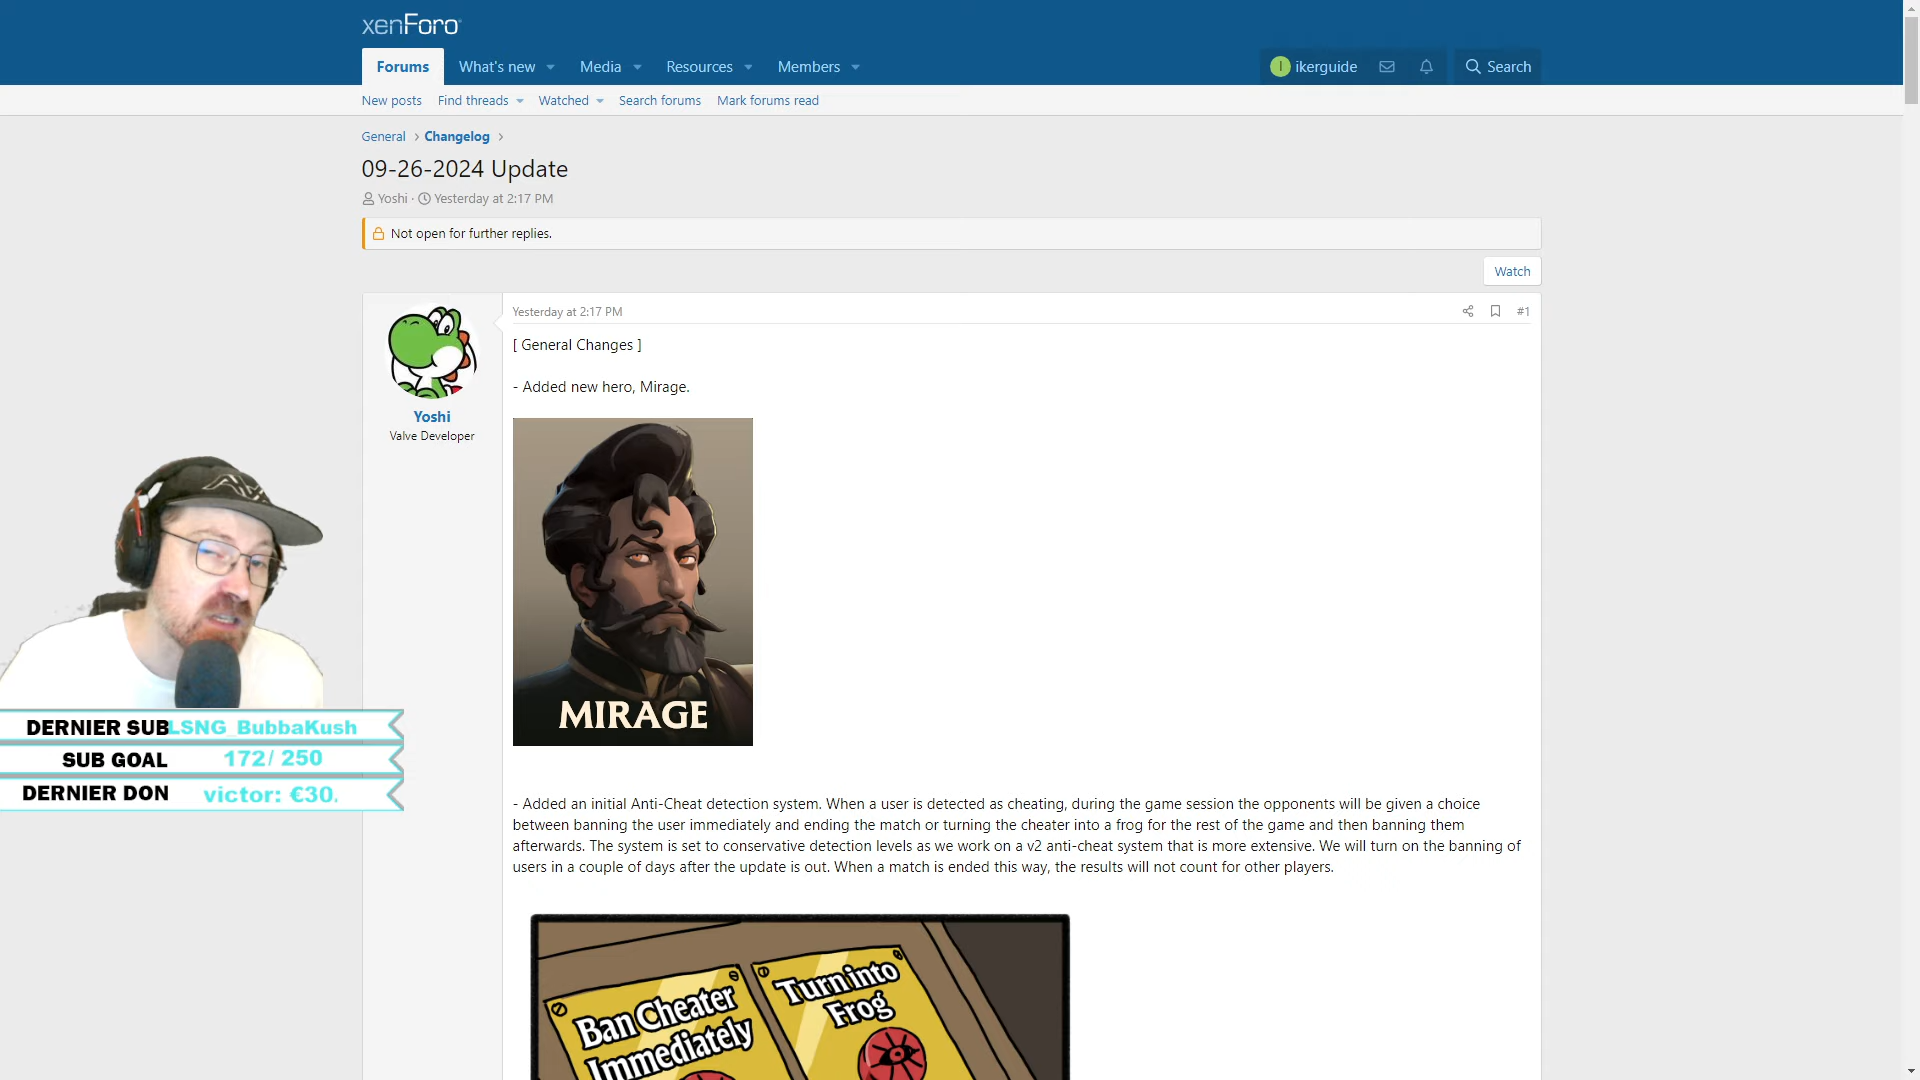 xenForo
Forums What's new Media Resources Members ikerguide Search
New posts Find threads Watched Search forums Mark forums read
General › Changelog ›
09-26-2024 Update
Yoshi · Yesterday at 2:17 PM
Not open for further replies.
Watch
Yesterday at 2:17 PM #1
Yoshi
Valve Developer
[ General Changes ]
- Added new hero, Mirage.
MIRAGE
DERNIER SUB LSNG_BubbaKush
SUB GOAL 172/ 250
DERNIER DON victor: €30.
- Added an initial Anti-Cheat detection system. When a user is detected as cheating, during the game session the opponents will be given a choice
between banning the user immediately and ending the match or turning the cheater into a frog for the rest of the game and then banning them
afterwards. The system is set to conservative detection levels as we work on a v2 anti-cheat system that is more extensive. We will turn on the banning of
users in a couple of days after the update is out. When a match is ended this way, the results will not count for other players.
Ban Cheater
Immediately
Turn into
Frog